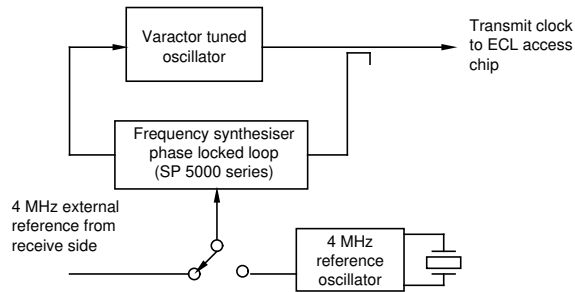 Varactor tuned
oscillator
Transmit clock
to ECL access
chip
Frequency synthesiser
phase locked loop
(SP 5000 series)
4 MHz external
reference from
receive side
4 MHz
reference
oscillator